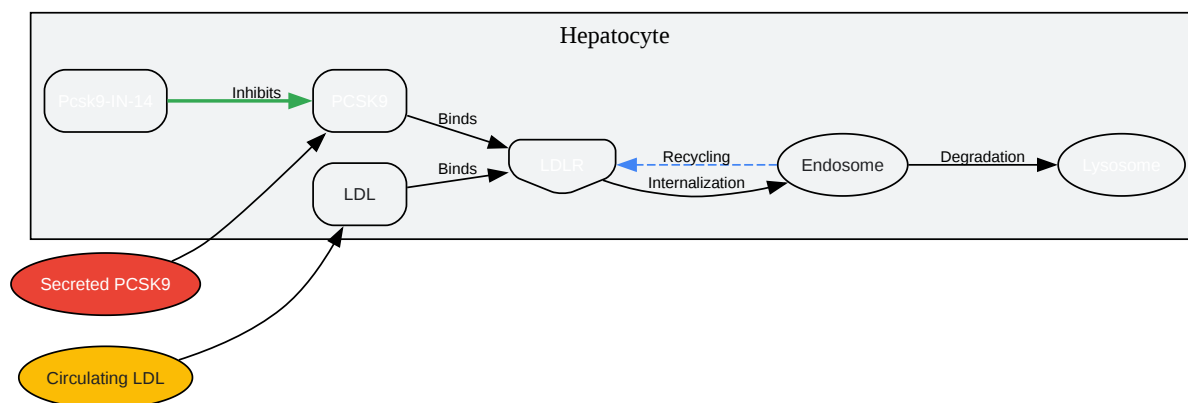 Hepatocyte
Pcsk9-IN-14
Inhibits
PCSK9
Binds
LDL
Binds
LDLR
Recycling
Internalization
Endosome
Degradation
Lysosome
Secreted PCSK9
Circulating LDL